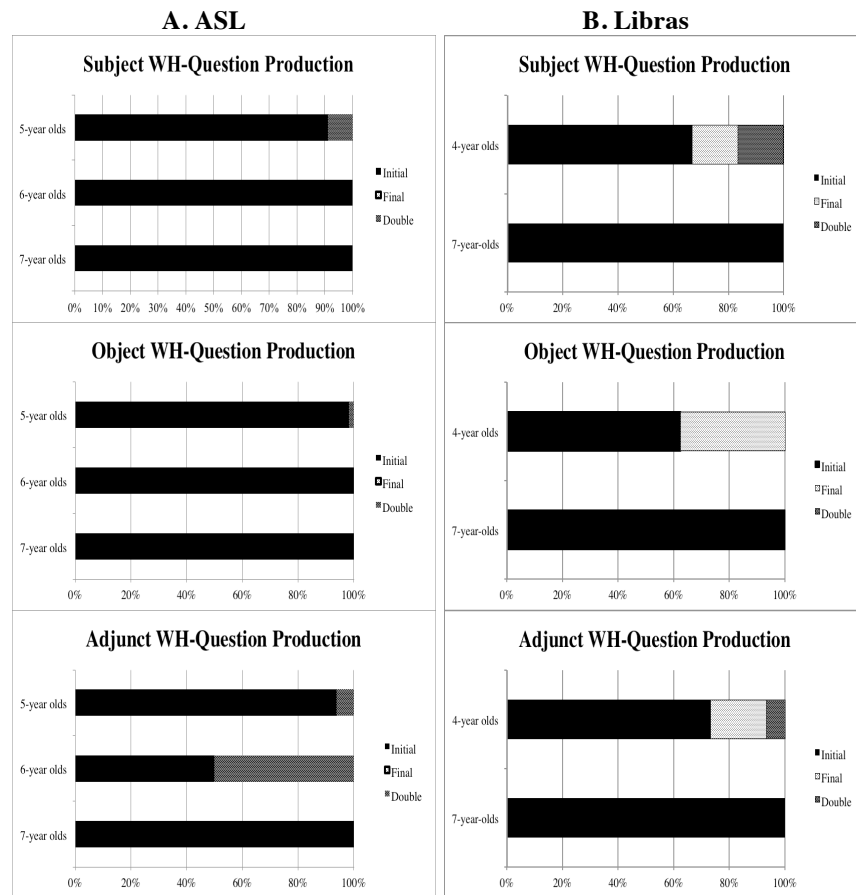 A. ASL
Subject WH-Question Production
5-year olds
6-year olds
7-year olds
0% 10% 20% 30% 40% 50% 60% 70% 80% 90% 100%
Initial
Final
Double
Object WH-Question Production
5-year olds
6-year olds
7-year olds
0% 20% 40% 60% 80% 100%
Initial
Final
Double
Adjunct WH-Question Production
5-year olds
6-year olds
7-year olds
0% 20% 40% 60% 80% 100%
Initial
Final
Double
B. Libras
Subject WH-Question Production
4-year olds
7-year-olds
0% 20% 40% 60% 80% 100%
Initial
Final
Double
Object WH-Question Production
4-year olds
7-year-olds
0% 20% 40% 60% 80% 100%
Initial
Final
Double
Adjunct WH-Question Production
4-year olds
7-year-olds
0% 20% 40% 60% 80% 100%
Initial
Final
Double